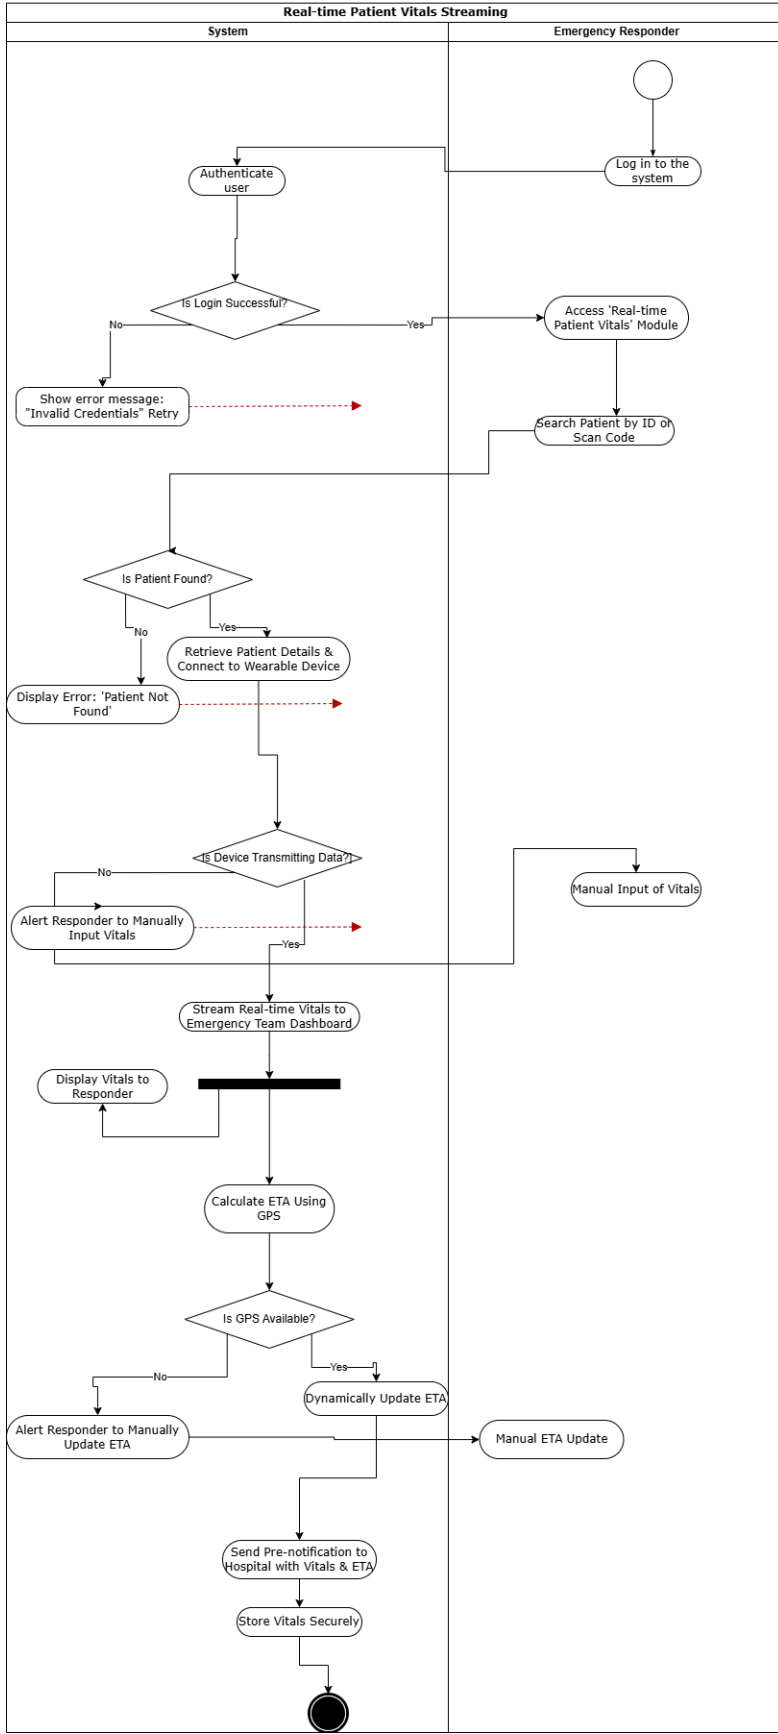 Real-time Patient Vitals Streaming
System
Emergency Responder
Log in to the
system
Authenticate
user
Is Login Successful?
No
Yes
Access 'Real-time
Patient Vitals' Module
Show error message:
"Invalid Credentials" Retry
Search Patient by ID or
Scan Code
Is Patient Found?
No
Yes
Retrieve Patient Details &
Connect to Wearable Device
Display Error: 'Patient Not
Found'
Is Device Transmitting Data?]
No
Manual Input of Vitals
Alert Responder to Manually
Input Vitals
Yes
Stream Real-time Vitals to
Emergency Team Dashboard
Display Vitals to
Responder
Calculate ETA Using
GPS
Is GPS Available?
No
Yes
Dynamically Update ETA
Alert Responder to Manually
Update ETA
Manual ETA Update
Send Pre-notification to
Hospital with Vitals & ETA
Store Vitals Securely